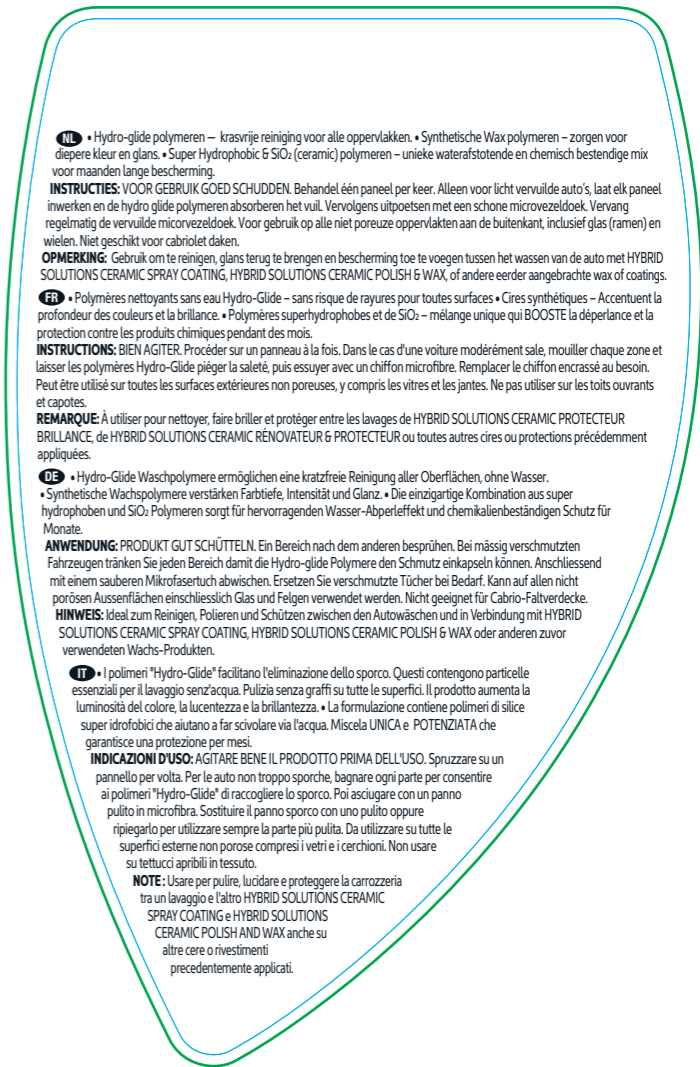 NL • Hydro-glide polymeren – krasvrije reiniging voor alle oppervlakken. • Synthetische Wax polymeren – zorgen voor
diepere kleur en glans. • Super Hydrophobic & SiO₂ (ceramic) polymeren – unieke waterafstotende en chemisch bestendige mix
voor maanden lange bescherming.
INSTRUCTIES: VOOR GEBRUIK GOED SCHUDDEN. Behandel één paneel per keer. Alleen voor licht vervuilde auto's, laat elk paneel
inwerken en de hydro glide polymeren absorberen het vuil. Vervolgens uitpoetsen met een schone microvezeldoek. Vervang
regelmatig de vervuilde micorvezeldoek. Voor gebruik op alle niet poreuze oppervlakten aan de buitenkant, inclusief glas (ramen) en
wielen. Niet geschikt voor cabriolet daken.
OPMERKING: Gebruik om te reinigen, glans terug te brengen en bescherming toe te voegen tussen het wassen van de auto met HYBRID
SOLUTIONS CERAMIC SPRAY COATING, HYBRID SOLUTIONS CERAMIC POLISH & WAX, of andere eerder aangebrachte wax of coatings.
FR • Polymères nettoyants sans eau Hydro-Glide – sans risque de rayures pour toutes surfaces • Cires synthétiques – Accentuent la
profondeur des couleurs et la brillance. • Polymères superhydrophobes et de SiO₂ – mélange unique qui BOOSTE la déperlance et la
protection contre les produits chimiques pendant des mois.
INSTRUCTIONS: BIEN AGITER. Procéder sur un panneau à la fois. Dans le cas d'une voiture modérément sale, mouiller chaque zone et
laisser les polymères Hydro-Glide piéger la saleté, puis essuyer avec un chiffon microfibre. Remplacer le chiffon encrassé au besoin.
Peut être utilisé sur toutes les surfaces extérieures non poreuses, y compris les vitres et les jantes. Ne pas utiliser sur les toits ouvrants
et capotes.
REMARQUE: À utiliser pour nettoyer, faire briller et protéger entre les lavages de HYBRID SOLUTIONS CERAMIC PROTECTEUR
BRILLANCE, de HYBRID SOLUTIONS CERAMIC RÉNOVATEUR & PROTECTEUR ou toutes autres cires ou protections précédemment
appliquées.
DE • Hydro-Glide Waschpolymere ermöglichen eine kratzfreie Reinigung aller Oberflächen, ohne Wasser.
• Synthetische Wachspolymere verstärken Farbtiefe, Intensität und Glanz. • Die einzigartige Kombination aus super
hydrophoben und SiO₂ Polymeren sorgt für hervorragenden Wasser-Abperleffekt und chemikalienbeständigen Schutz für
Monate.
ANWENDUNG: PRODUKT GUT SCHÜTTELN. Ein Bereich nach dem anderen besprühen. Bei mässig verschmutzten
Fahrzeugen tränken Sie jeden Bereich damit die Hydro-glide Polymere den Schmutz einkapseln können. Anschliessend
mit einem sauberen Mikrofasertuch abwischen. Ersetzen Sie verschmutzte Tücher bei Bedarf. Kann auf allen nicht
porösen Aussenflächen einschliesslich Glas und Felgen verwendet werden. Nicht geeignet für Cabrio-Faltverdecke.
HINWEIS: Ideal zum Reinigen, Polieren und Schützen zwischen den Autowäschen und in Verbindung mit HYBRID
SOLUTIONS CERAMIC SPRAY COATING, HYBRID SOLUTIONS CERAMIC POLISH & WAX oder anderen zuvor
verwendeten Wachs-Produkten.
IT • I polimeri "Hydro-Glide" facilitano l'eliminazione dello sporco. Questi contengono particelle
essenziali per il lavaggio senz'acqua. Pulizia senza graffi su tutte le superfici. Il prodotto aumenta la
luminosità del colore, la lucentezza e la brillantezza. • La formulazione contiene polimeri di silice
super idrofobici che aiutano a far scivolare via l'acqua. Miscela UNICA e POTENZIATA che
garantisce una protezione per mesi.
INDICAZIONI D'USO: AGITARE BENE IL PRODOTTO PRIMA DELL'USO. Spruzzare su un
pannello per volta. Per le auto non troppo sporche, bagnare ogni parte per consentire
ai polimeri "Hydro-Glide" di raccogliere lo sporco. Poi asciugare con un panno
pulito in microfibra. Sostituire il panno sporco con uno pulito oppure
ripiegarlo per utilizzare sempre la parte più pulita. Da utilizzare su tutte le
superfici esterne non porose compresi i vetri e i cerchioni. Non usare
su tettucci apribili in tessuto.
NOTE : Usare per pulire, lucidare e proteggere la carrozzeria
tra un lavaggio e l'altro HYBRID SOLUTIONS CERAMIC
SPRAY COATING e HYBRID SOLUTIONS
CERAMIC POLISH AND WAX anche su
altre cere o rivestimenti
precedentemente applicati.